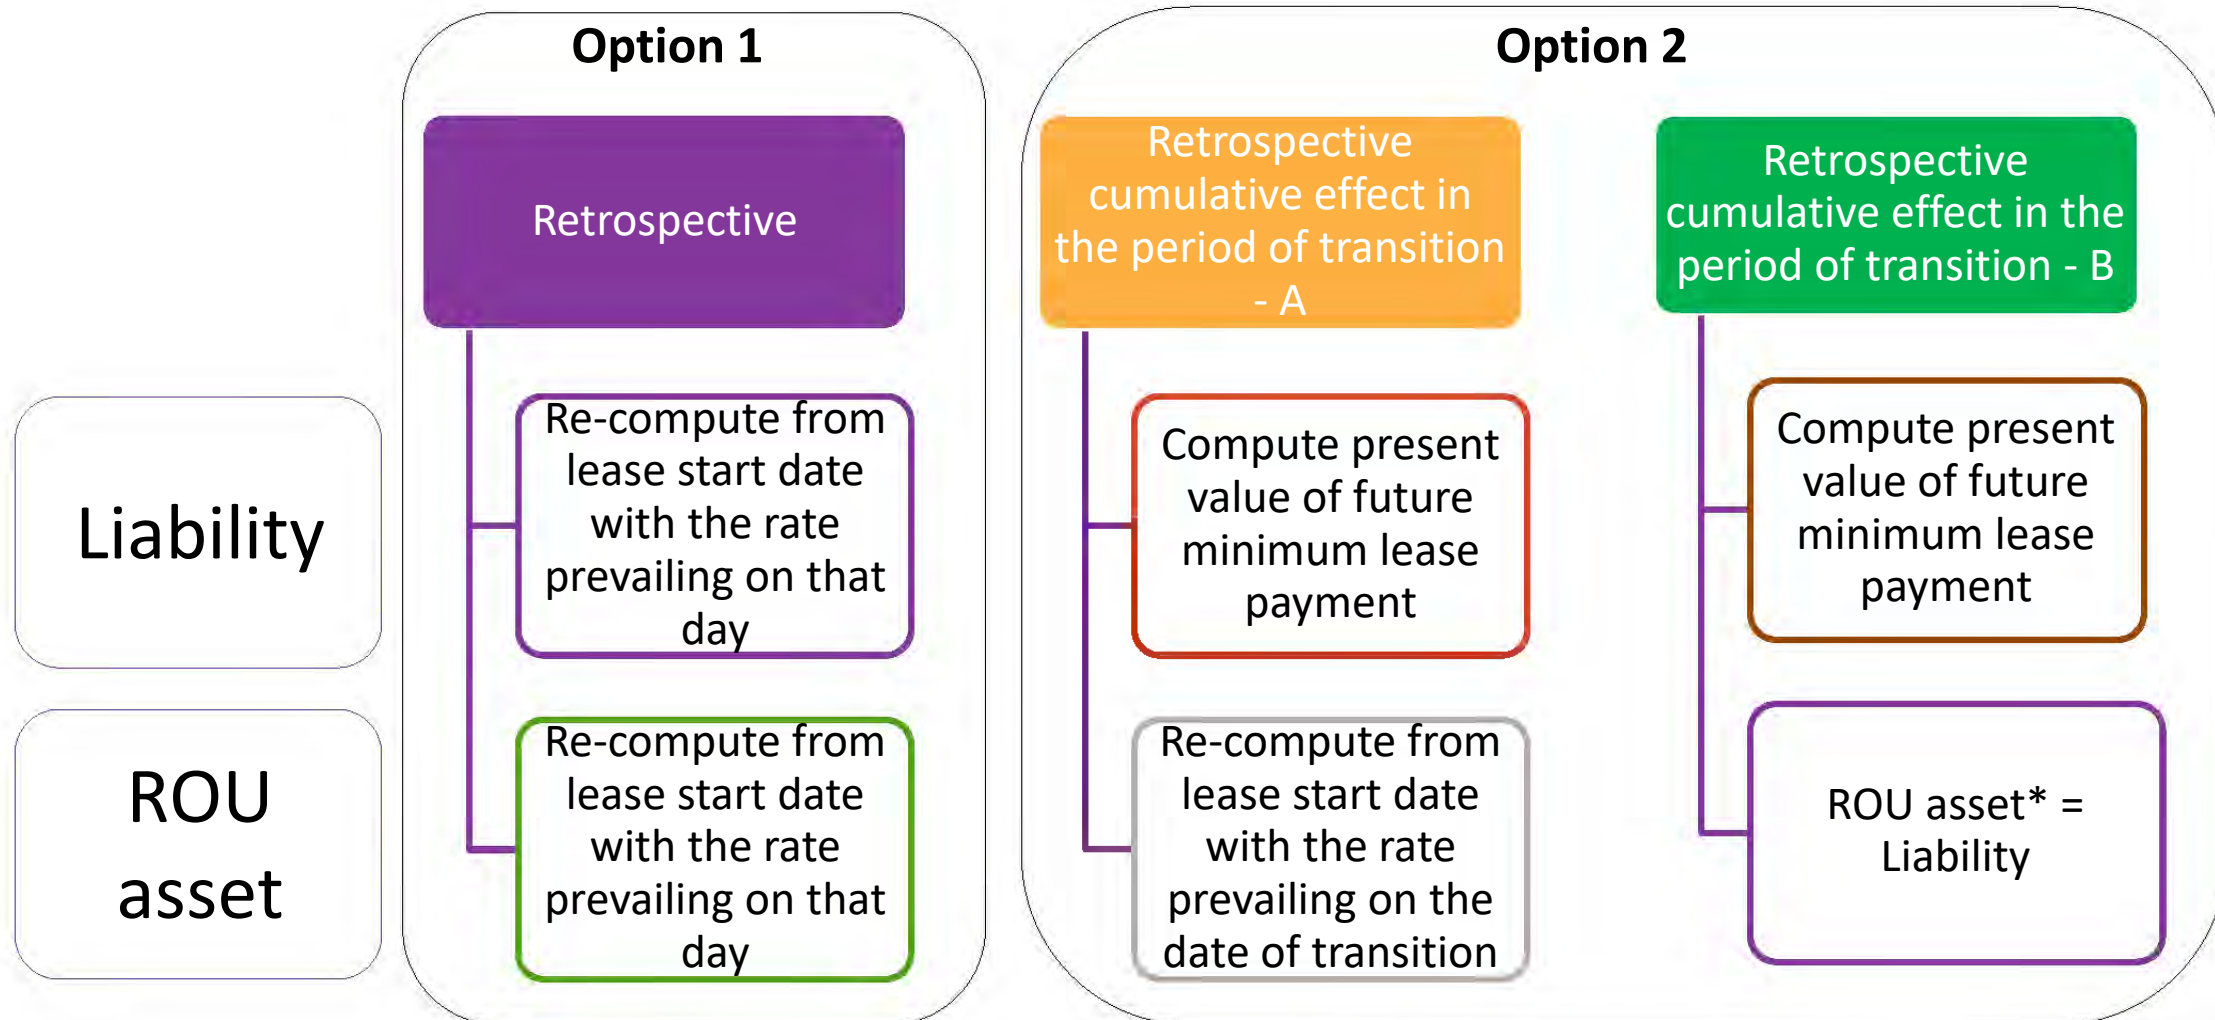 Option 1
Option 2
Retrospective
Retrospective
cumulative effect in
the period of transition
- A
Retrospective
cumulative effect in the
period of transition - B
Liability
Re-compute from
lease start date
with the rate
prevailing on that
day
Compute present
value of future
minimum lease
payment
Compute present
value of future
minimum lease
payment
ROU
asset
Re-compute from
lease start date
with the rate
prevailing on that
day
Re-compute from
lease start date
with the rate
prevailing on the
date of transition
ROU asset* =
Liability